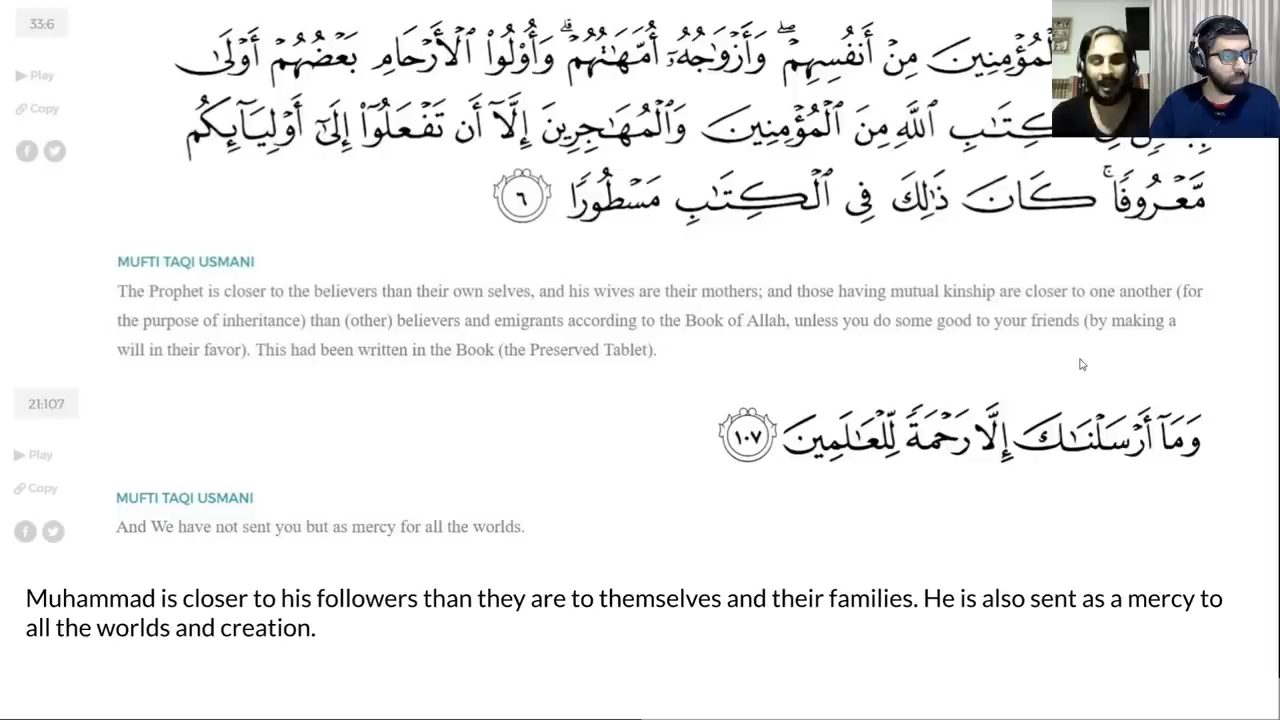 33:6
Play
Copy
ٱلْمُؤْمِنِينَ مِنْ أَنفُسِهِمْ ۖ وَأَزْوَٰجُهُۥٓ أُمَّهَـٰتُهُمْ ۗ وَأُو۟لُوا۟ ٱلْأَرْحَامِ بَعْضُهُمْ أَوْلَىٰ
كِتَـٰبِ ٱللَّهِ مِنَ ٱلْمُؤْمِنِينَ وَٱلْمُهَـٰجِرِينَ إِلَّآ أَن تَفْعَلُوٓا۟ إِلَىٰٓ أَوْلِيَآئِكُم
مَّعْرُوفًا ۚ كَانَ ذَٰلِكَ فِى ٱلْكِتَـٰبِ مَسْطُورًا ٦
MUFTI TAQI USMANI
The Prophet is closer to the believers than their own selves, and his wives are their mothers; and those having mutual kinship are closer to one another (for
the purpose of inheritance) than (other) believers and emigrants according to the Book of Allah, unless you do some good to your friends (by making a
will in their favor). This had been written in the Book (the Preserved Tablet).
21:107
Play
Copy
وَمَآ أَرْسَلْنَـٰكَ إِلَّا رَحْمَةً لِّلْعَـٰلَمِينَ ١٠٧
MUFTI TAQI USMANI
And We have not sent you but as mercy for all the worlds.
Muhammad is closer to his followers than they are to themselves and their families. He is also sent as a mercy to
all the worlds and creation.